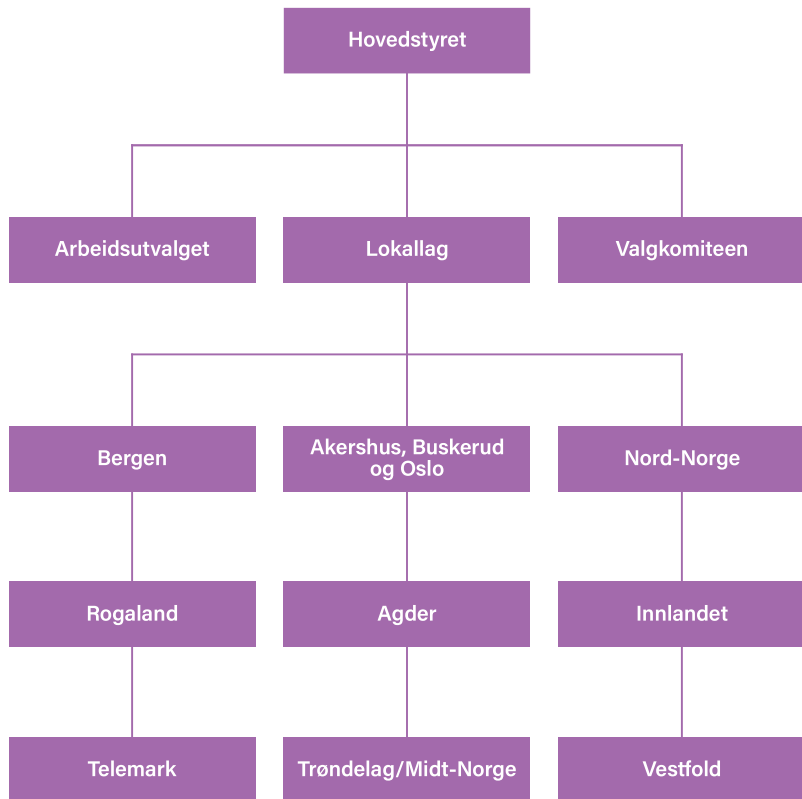 Hovedstyret
Arbeidsutvalget
Lokallag
Valgkomiteen
Bergen
Akershus, Buskerud
og Oslo
Nord-Norge
Rogaland
Agder
Innlandet
Telemark
Trøndelag/Midt-Norge
Vestfold